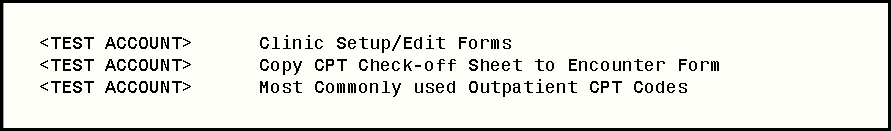 <TEST ACCOUNT> Clinic Setup/Edit Forms
<TEST ACCOUNT> Copy CPT Check-off Sheet to Encounter Form
<TEST ACCOUNT> Most Commonly used Outpatient CPT Codes